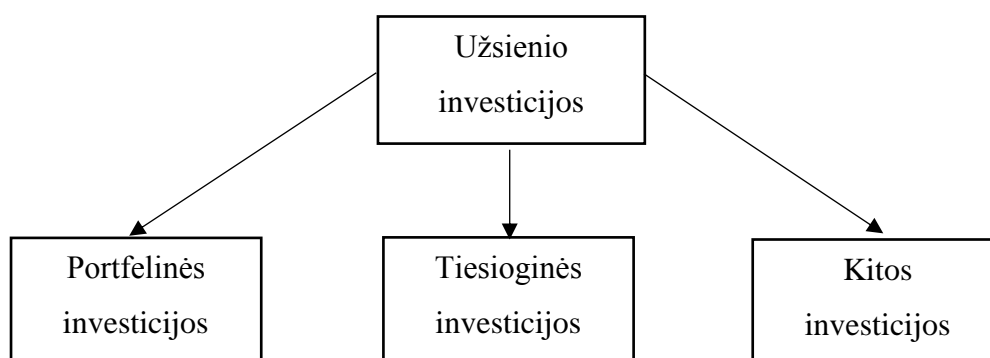 Užsienio
investicijos
Portfelinės
investicijos
Tiesioginės
investicijos
Kitos
investicijos